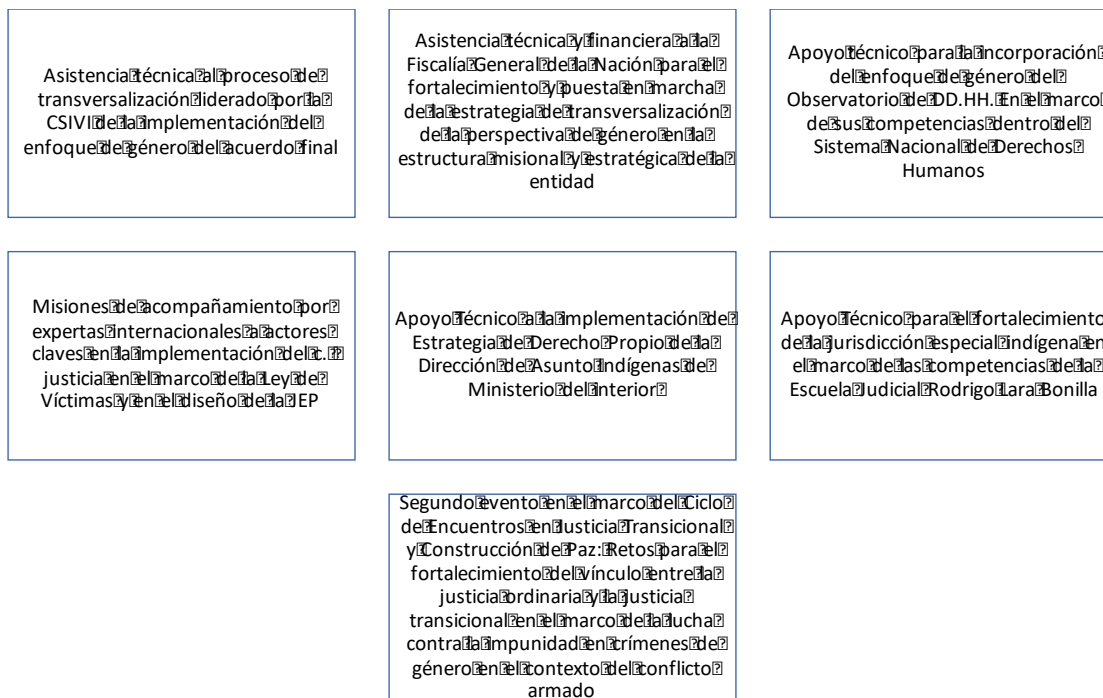 Asistencia técnica al proceso de
transversalización liderado por la
CSIVI de la implementación del
enfoque de género del acuerdo final
Asistencia técnica y financiera a la
Fiscalía General de la Nación para el
fortalecimiento y puesta en marcha
de la estrategia de transversalización
de la perspectiva de género en la
estructura misional y estratégica de la
entidad
Apoyo técnico para la incorporación
del enfoque de género del
Observatorio de DD.HH. En el marco
de sus competencias dentro del
Sistema Nacional de Derechos
Humanos
Misiones de acompañamiento por
expertas internacionales a actores
claves en la implementación del c.
justicia en el marco de la Ley de
Víctimas y en el diseño de la JEP
Apoyo Técnico a la implementación de
Estrategia de Derecho Propio de la
Dirección de Asunto Indígenas de
Ministerio del Interior
Apoyo Técnico para el fortalecimiento
de la jurisdicción especial indígena en
el marco de las competencias de la
Escuela Judicial Rodrigo Lara Bonilla
Segundo evento en el marco del Ciclo
de Encuentros en Justicia Transicional
y Construcción de Paz: Retos para el
fortalecimiento del vínculo entre la
justicia ordinaria y la justicia
transicional en el marco de la lucha
contra la impunidad en crímenes de
género en el contexto del conflicto
armado